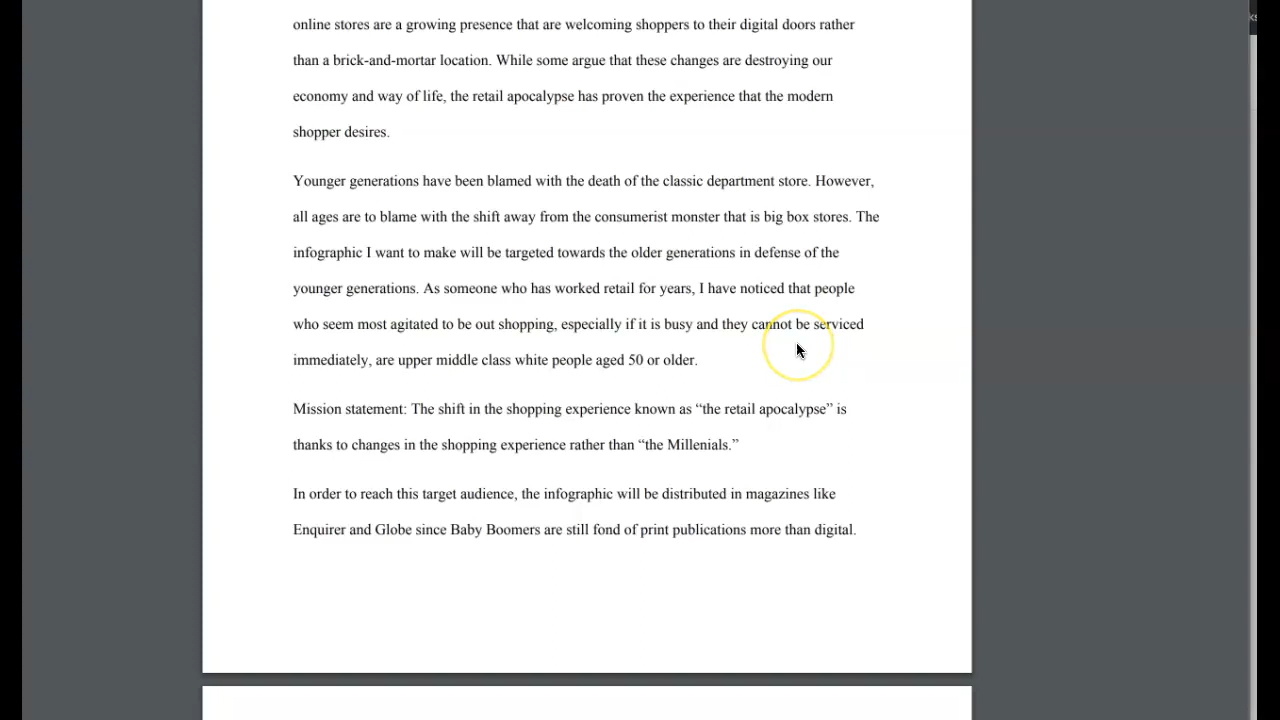 online stores are a growing presence that are welcoming shoppers to their digital doors rather
than a brick-and-mortar location. While some argue that these changes are destroying our
economy and way of life, the retail apocalypse has proven the experience that the modern
shopper desires.
Younger generations have been blamed with the death of the classic department store. However,
all ages are to blame with the shift away from the consumerist monster that is big box stores. The
infographic I want to make will be targeted towards the older generations in defense of the
younger generations. As someone who has worked retail for years, I have noticed that people
who seem most agitated to be out shopping, especially if it is busy and they cannot be serviced
immediately, are upper middle class white people aged 50 or older.
Mission statement: The shift in the shopping experience known as “the retail apocalypse” is
thanks to changes in the shopping experience rather than “the Millenials.”
In order to reach this target audience, the infographic will be distributed in magazines like
Enquirer and Globe since Baby Boomers are still fond of print publications more than digital.